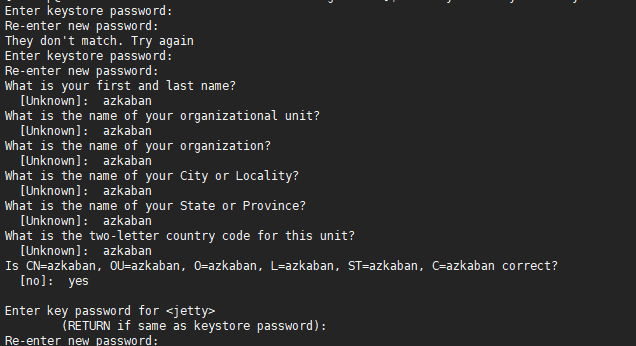 Enter keystore password:
Re-enter new password:
They don't match. Try again
Enter keystore password:
Re-enter new password:
What is your first and last name?
  [Unknown]:  azkaban
What is the name of your organizational unit?
  [Unknown]:  azkaban
What is the name of your organization?
  [Unknown]:  azkaban
What is the name of your City or Locality?
  [Unknown]:  azkaban
What is the name of your State or Province?
  [Unknown]:  azkaban
What is the two-letter country code for this unit?
  [Unknown]:  azkaban
Is CN=azkaban, OU=azkaban, O=azkaban, L=azkaban, ST=azkaban, C=azkaban correct?
  [no]:  yes

Enter key password for <jetty>
        (RETURN if same as keystore password):
Re-enter new password: